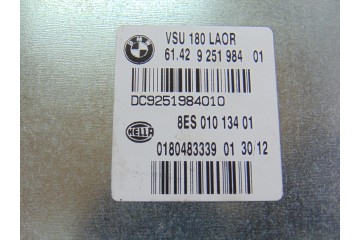 BMW
VSU 180 LAOR
61.42 9 251 984 01
DC9251984010
8ES 010 134 01
HELLA
0180483339 01 30 12